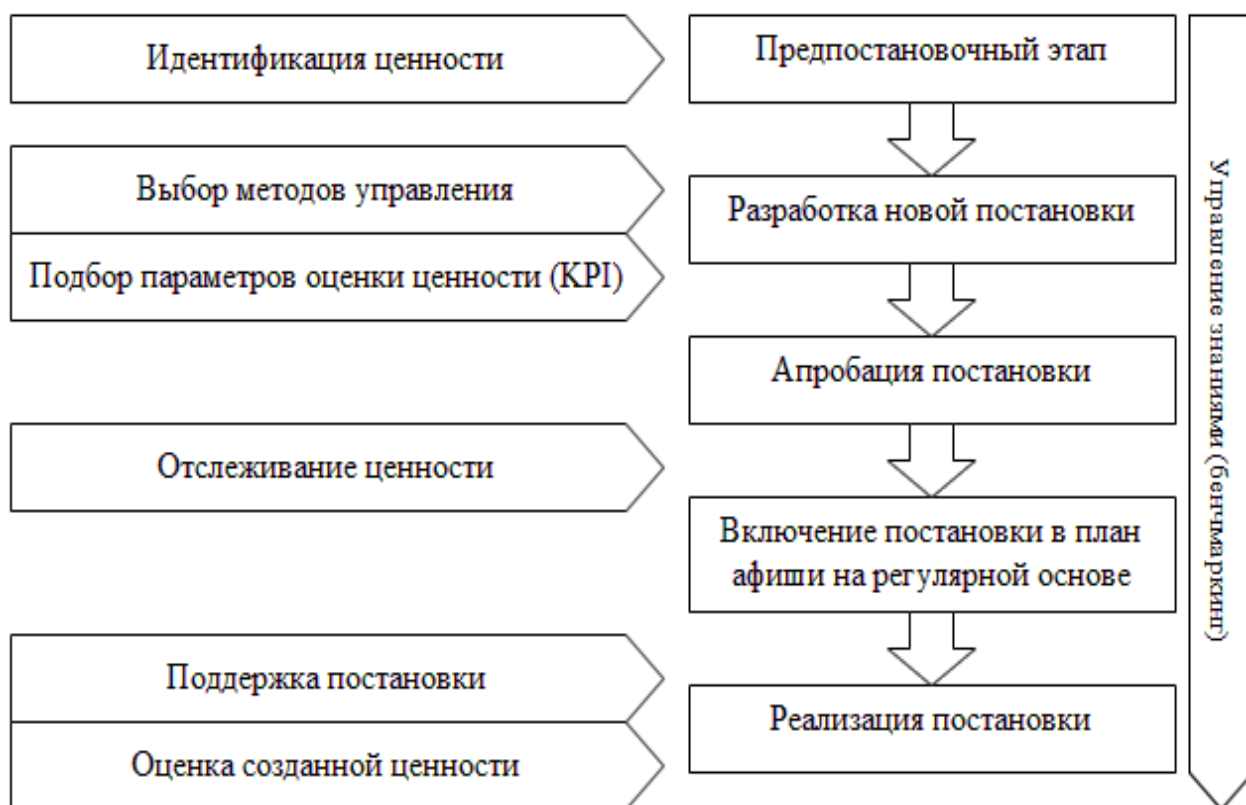 Идентификация ценности
Предпостановочный этап
Выбор методов управления
Разработка новой постановки
Подбор параметров оценки ценности (KPI)
Апробация постановки
Отслеживание ценности
Включение постановки в план
афиши на регулярной основе
Поддержка постановки
Реализация постановки
Оценка созданной ценности
Управление знаниями (бенчмаркинг)